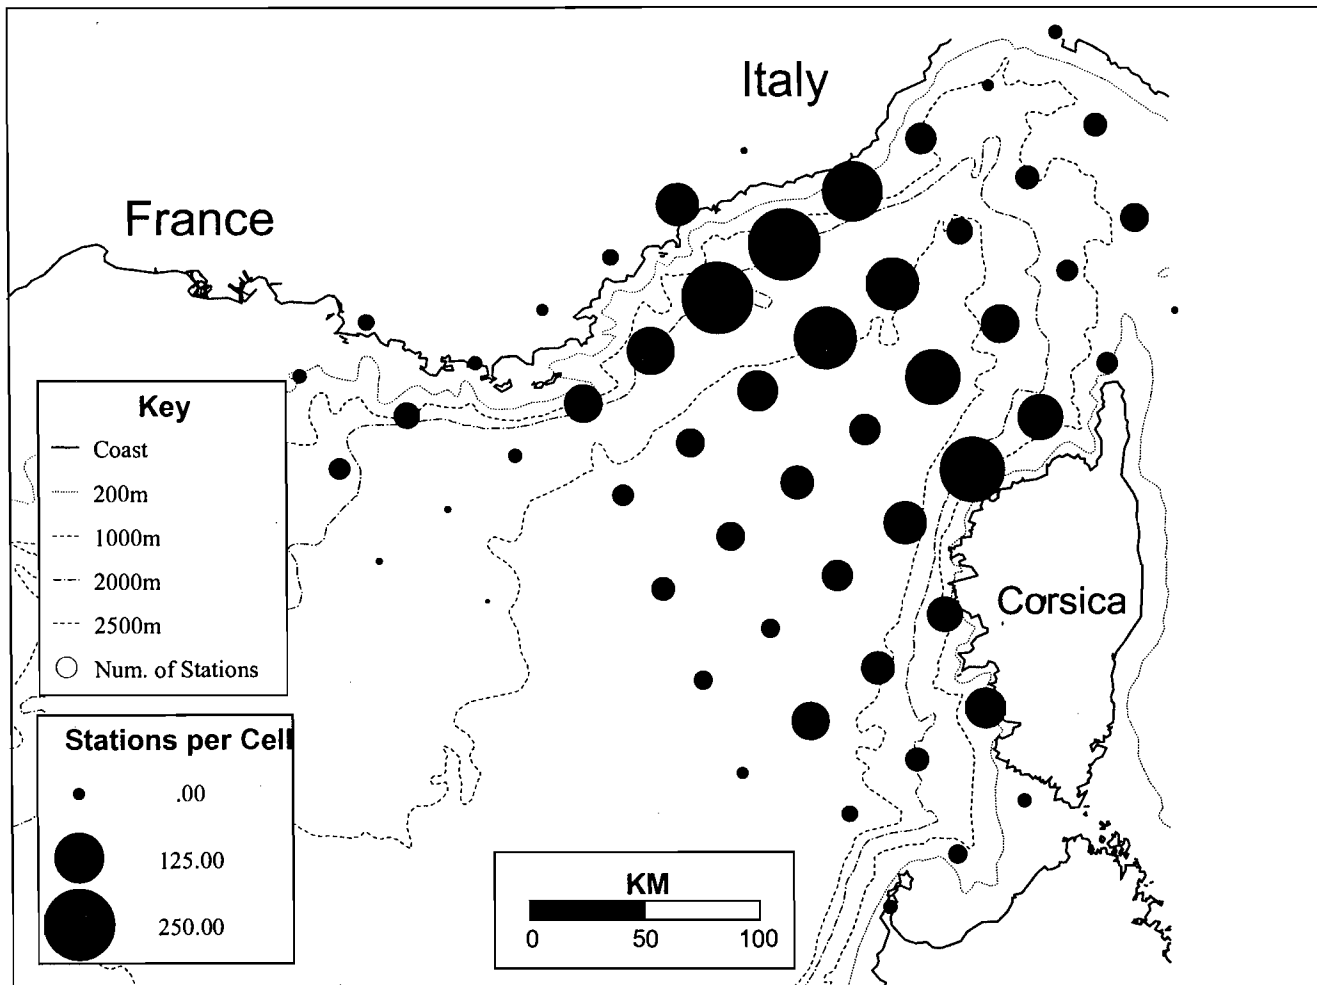 Italy
France
Key
Coast
200m
1000m
2000m
2500m
Num. of Stations
Corsica
Stations per Cell
.00
125.00
250.00
KM
0 50 100